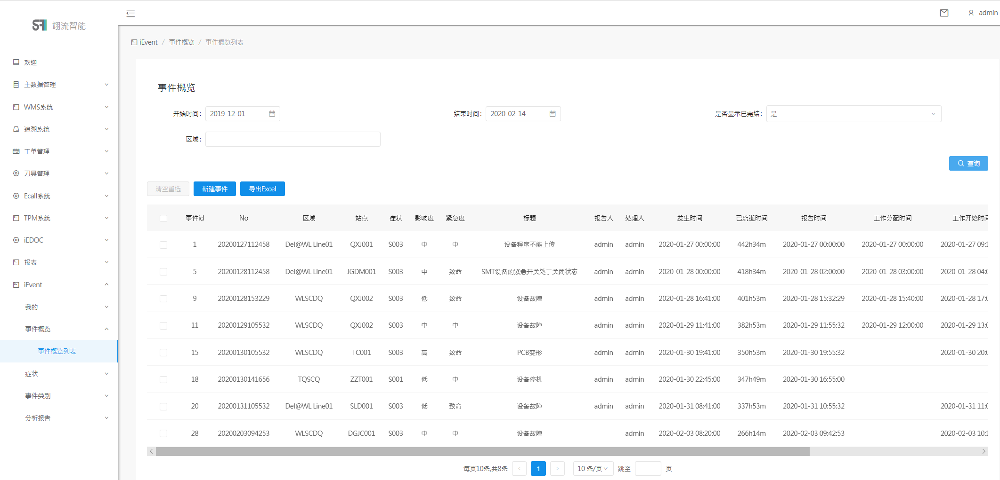 SFI 翊流智能
admin
iEvent / 事件概览 / 事件概览列表
欢迎
主数据管理
WMS系统
追溯系统
工单管理
刀具管理
Ecall系统
TPM系统
iEDOC
报表
iEvent
我的
事件概览
事件概览列表
症状
事件类别
分析报告
事件概览
开始时间: 2019-12-01 结束时间: 2020-02-14 是否显示已完结: 是
区域:
查询
清空重选 新建事件 导出Excel
事件id No 区域 站点 症状 影响度 紧急度 标题 报告人 处理人 发生时间 已流逝时间 报告时间 工作分配时间 工作开始时间
1 20200127112458 Del@WL Line01 QXJ001 S003 中 中 设备程序不能上传 admin admin 2020-01-27 00:00:00 442h34m 2020-01-27 00:00:00 2020-01-27 00:00:00 2020-01-27 09:1
5 20200128112458 Del@WL Line01 JGDM001 S003 中 致命 SMT设备的紧急开关处于关闭状态 admin admin 2020-01-28 00:00:00 418h34m 2020-01-28 02:00:00 2020-01-28 03:00:00 2020-01-28 04:0
9 20200128153229 WLSCDQ QXJ002 S003 低 致命 设备故障 admin admin 2020-01-28 16:41:00 401h53m 2020-01-28 15:32:29 2020-01-28 15:40:00 2020-01-28 17:0
11 20200129105532 WLSCDQ QXJ002 S003 中 中 设备故障 admin admin 2020-01-29 11:41:00 382h53m 2020-01-29 11:55:32 2020-01-29 12:00:00 2020-01-29 13:0
15 20200130105532 WLSCDQ TC001 S003 高 致命 PCB变形 admin admin 2020-01-30 19:41:00 350h53m 2020-01-30 19:55:32 2020-01-30 20:0
18 20200130141656 TQSCQ ZZT001 S001 低 中 设备停机 admin admin 2020-01-30 22:45:00 347h49m 2020-01-30 16:55:00
20 20200131105532 Del@WL Line01 SLD001 S003 低 致命 设备故障 admin admin 2020-01-31 08:41:00 337h53m 2020-01-31 10:55:32 2020-01-31 11:0
28 20200203094253 WLSCDQ DGJC001 S003 中 中 设备故障 admin 2020-02-03 08:20:00 266h14m 2020-02-03 09:42:53 2020-02-03 10:1
每页10条,共8条 < 1 > 10 条/页 跳至 页